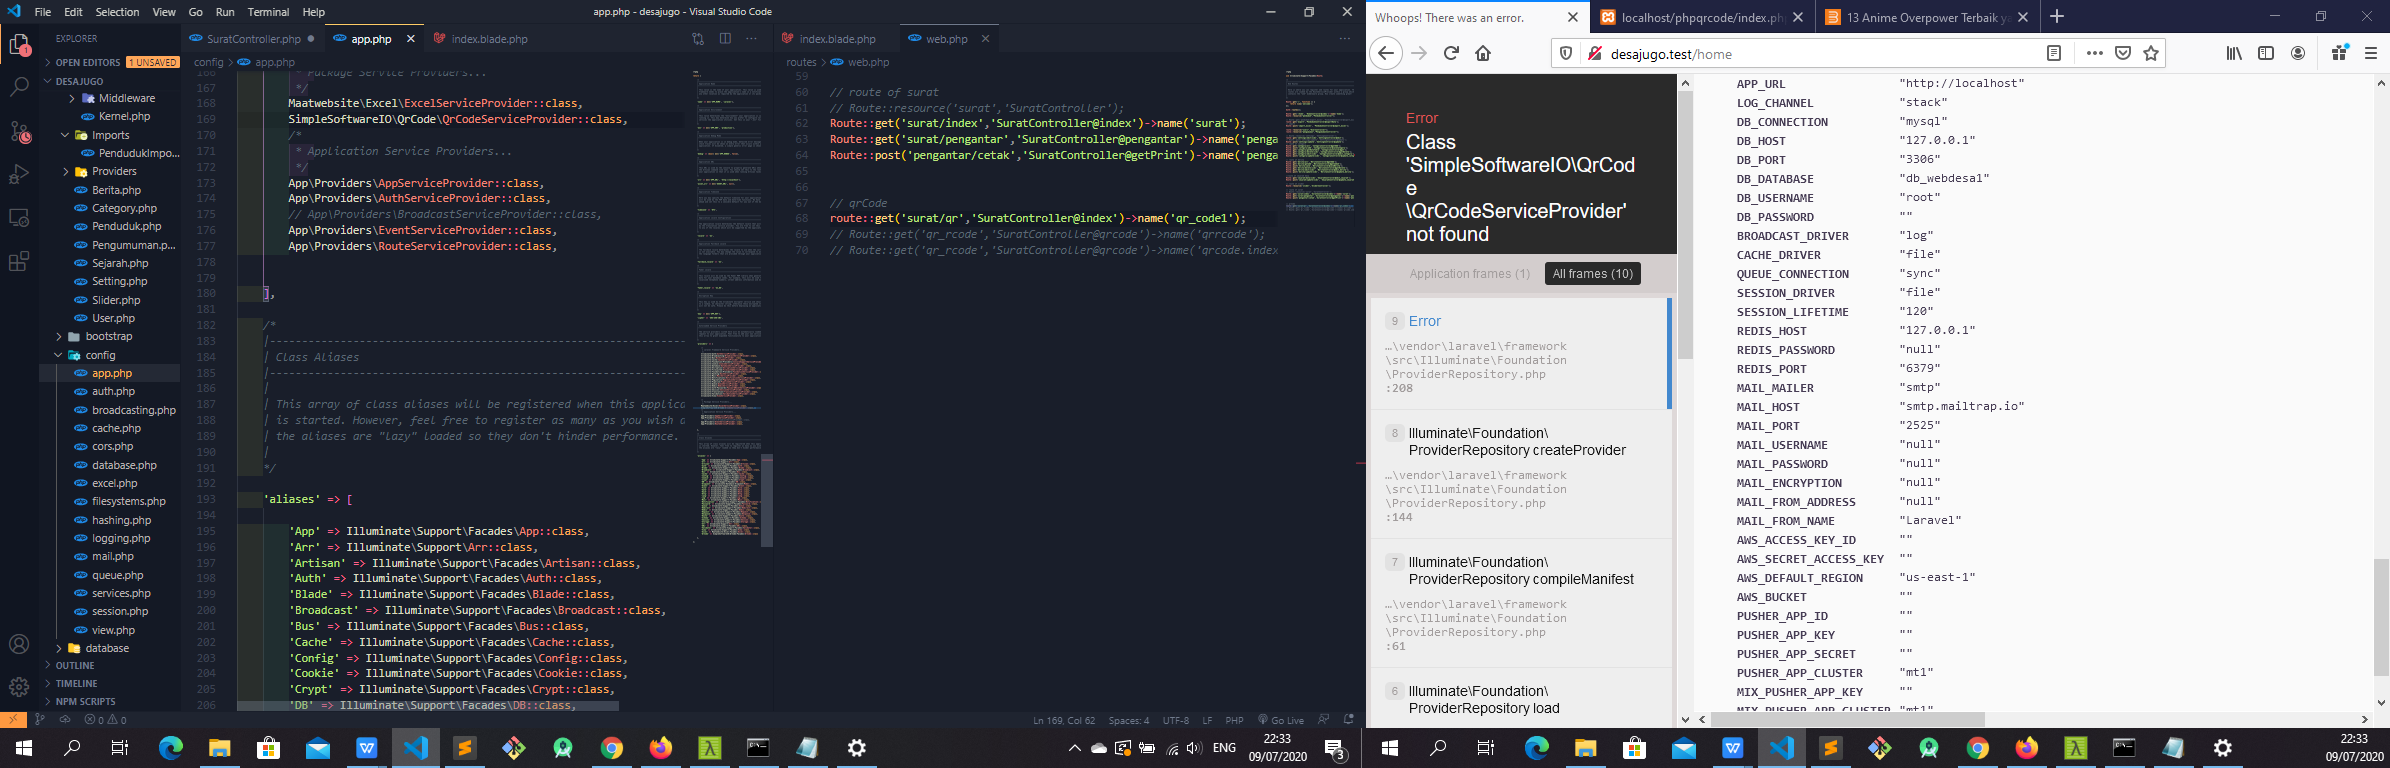 File Edit Selection View Go Run Terminal Help
app.php - desajugo - Visual Studio Code
EXPLORER
OPEN EDITORS 1 UNSAVED
DESAJUGO
Middleware
Kernel.php
Imports
PendudukImpo...
Providers
Berita.php
Category.php
Penduduk.php
Pengumuman.p...
Sejarah.php
Setting.php
Slider.php
User.php
bootstrap
config
app.php
auth.php
broadcasting.php
cache.php
cors.php
database.php
excel.php
filesystems.php
hashing.php
logging.php
mail.php
queue.php
services.php
session.php
view.php
database
OUTLINE
TIMELINE
NPM SCRIPTS
SuratController.php
app.php
index.blade.php
config > app.php
166 * Package Service Providers...
167 */
168 Maatwebsite\Excel\ExcelServiceProvider::class,
169 SimpleSoftwareIO\QrCode\QrCodeServiceProvider::class,
170 /*
171 * Application Service Providers...
172 */
173 App\Providers\AppServiceProvider::class,
174 App\Providers\AuthServiceProvider::class,
175 // App\Providers\BroadcastServiceProvider::class,
176 App\Providers\EventServiceProvider::class,
177 App\Providers\RouteServiceProvider::class,
178
179
180 ],
181
182 /*
183 |--------------------------------------------------------------------------
184 | Class Aliases
185 |--------------------------------------------------------------------------
186 |
187 | This array of class aliases will be registered when this applica
188 | is started. However, feel free to register as many as you wish a
189 | the aliases are "lazy" loaded so they don't hinder performance.
190 |
191 */
192
193 'aliases' => [
194
195 'App' => Illuminate\Support\Facades\App::class,
196 'Arr' => Illuminate\Support\Arr::class,
197 'Artisan' => Illuminate\Support\Facades\Artisan::class,
198 'Auth' => Illuminate\Support\Facades\Auth::class,
199 'Blade' => Illuminate\Support\Facades\Blade::class,
200 'Broadcast' => Illuminate\Support\Facades\Broadcast::class,
201 'Bus' => Illuminate\Support\Facades\Bus::class,
202 'Cache' => Illuminate\Support\Facades\Cache::class,
203 'Config' => Illuminate\Support\Facades\Config::class,
204 'Cookie' => Illuminate\Support\Facades\Cookie::class,
205 'Crypt' => Illuminate\Support\Facades\Crypt::class,
206 'DB' => Illuminate\Support\Facades\DB::class,
index.blade.php
web.php
routes > web.php
59
60 // route of surat
61 // Route::resource('surat','SuratController');
62 Route::get('surat/index','SuratController@index')->name('surat');
63 Route::get('surat/pengantar','SuratController@pengantar')->name('penga
64 Route::post('pengantar/cetak','SuratController@getPrint')->name('penga
65
66
67 // qrCode
68 route::get('surat/qr','SuratController@index')->name('qr_code1');
69 // Route::get('qr_rcode','SuratController@qrcode')->name('qrrcode');
70 // Route::get('qr_rcode','SuratController@qrcode')->name('qrcode.index
0 0
Ln 169, Col 62 Spaces: 4 UTF-8 LF PHP Go Live
ENG
22:33
09/07/2020
3
Whoops! There was an error.
localhost/phpqrcode/index.php
13 Anime Overpower Terbaik ya
desajugo.test/home
Error
Class
'SimpleSoftwareIO\QrCod
e
\QrCodeServiceProvider'
not found
Application frames (1) All frames (10)
9 Error
…\vendor\laravel\framework
\src\Illuminate\Foundation
\ProviderRepository.php
:208
8 Illuminate\Foundation\
ProviderRepository createProvider
…\vendor\laravel\framework
\src\Illuminate\Foundation
\ProviderRepository.php
:144
7 Illuminate\Foundation\
ProviderRepository compileManifest
…\vendor\laravel\framework
\src\Illuminate\Foundation
\ProviderRepository.php
:61
6 Illuminate\Foundation\
ProviderRepository load
APP_URL "http://localhost"
LOG_CHANNEL "stack"
DB_CONNECTION "mysql"
DB_HOST "127.0.0.1"
DB_PORT "3306"
DB_DATABASE "db_webdesa1"
DB_USERNAME "root"
DB_PASSWORD ""
BROADCAST_DRIVER "log"
CACHE_DRIVER "file"
QUEUE_CONNECTION "sync"
SESSION_DRIVER "file"
SESSION_LIFETIME "120"
REDIS_HOST "127.0.0.1"
REDIS_PASSWORD "null"
REDIS_PORT "6379"
MAIL_MAILER "smtp"
MAIL_HOST "smtp.mailtrap.io"
MAIL_PORT "2525"
MAIL_USERNAME "null"
MAIL_PASSWORD "null"
MAIL_ENCRYPTION "null"
MAIL_FROM_ADDRESS "null"
MAIL_FROM_NAME "Laravel"
AWS_ACCESS_KEY_ID ""
AWS_SECRET_ACCESS_KEY ""
AWS_DEFAULT_REGION "us-east-1"
AWS_BUCKET ""
PUSHER_APP_ID ""
PUSHER_APP_KEY ""
PUSHER_APP_SECRET ""
PUSHER_APP_CLUSTER "mt1"
MIX_PUSHER_APP_KEY ""
MIX_PUSHER_APP_CLUSTER "mt1"
22:33
09/07/2020